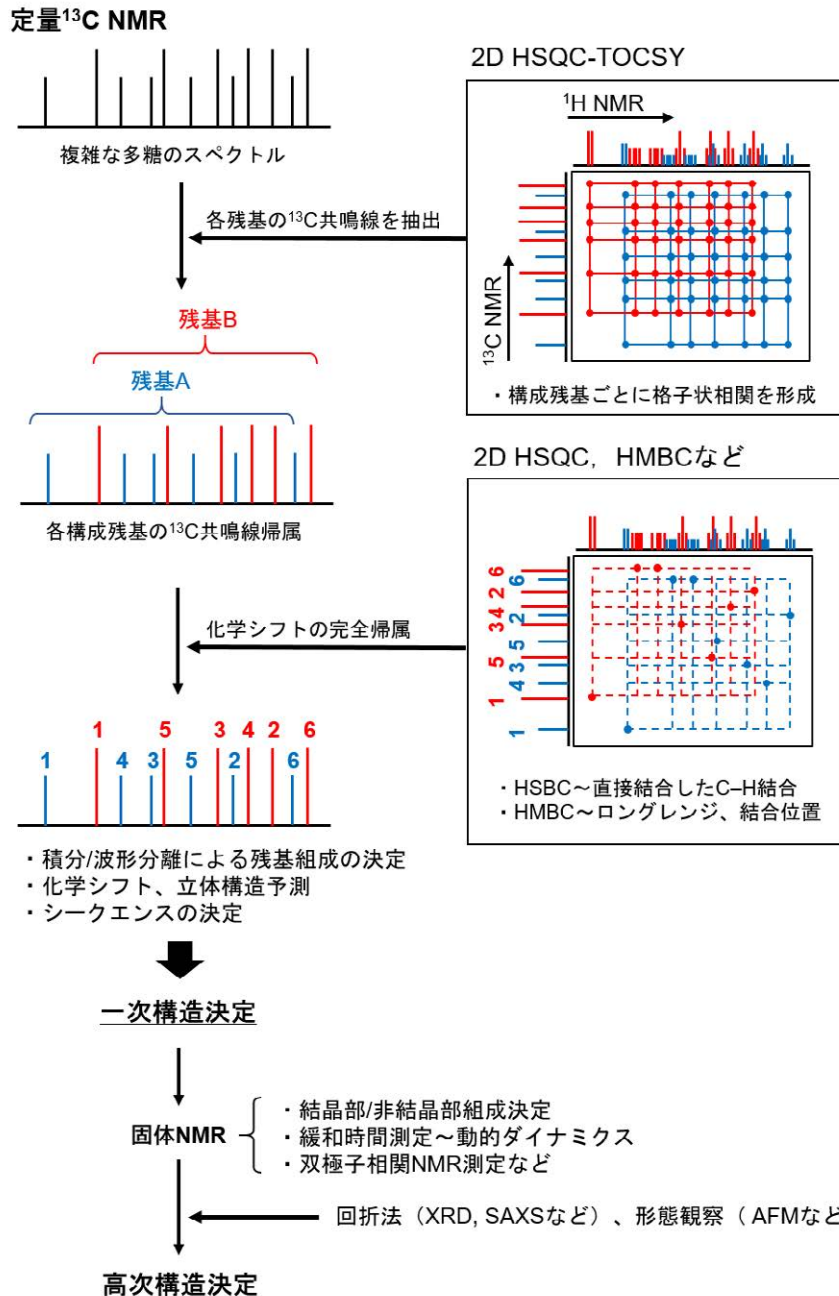 定量¹³C NMR
複雑な多糖のスペクトル
各残基の¹³C共鳴線を抽出
2D HSQC-TOCSY
¹H NMR
¹³C NMR
・構成残基ごとに格子状相関を形成
残基B
残基A
各構成残基の¹³C共鳴線帰属
化学シフトの完全帰属
2D HSQC, HMBCなど
6
6
2
4
2
3
5
5
3
4
1
1
・HSBC～直接結合したC–H結合
・HMBC～ロングレンジ、結合位置
1 5 3 4 2 6
1 4 3 5 2 6
・積分/波形分離による残基組成の決定
・化学シフト、立体構造予測
・シークエンスの決定
一次構造決定
固体NMR
・結晶部/非結晶部組成決定
・緩和時間測定～動的ダイナミクス
・双極子相関NMR測定など
回折法（XRD, SAXSなど）、形態観察（ AFMなど
高次構造決定